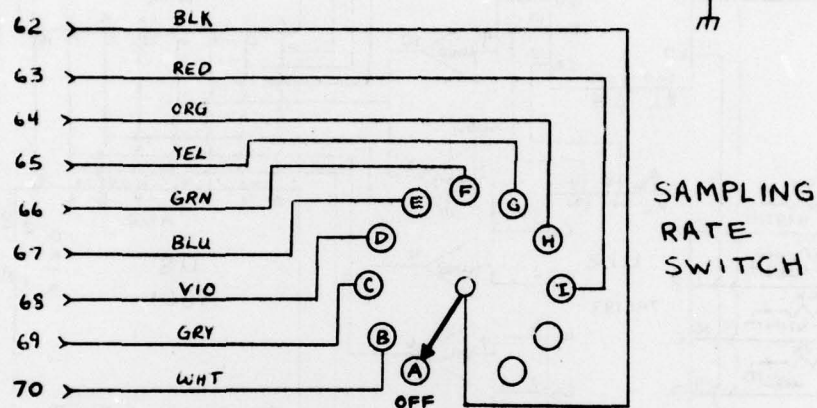 62 BLK
63 RED
64 ORG
65 YEL
66 GRN
67 BLU
68 VIO
69 GRY
70 WHT
F
E G
D H
C I
B
A
OFF
SAMPLING
RATE
SWITCH